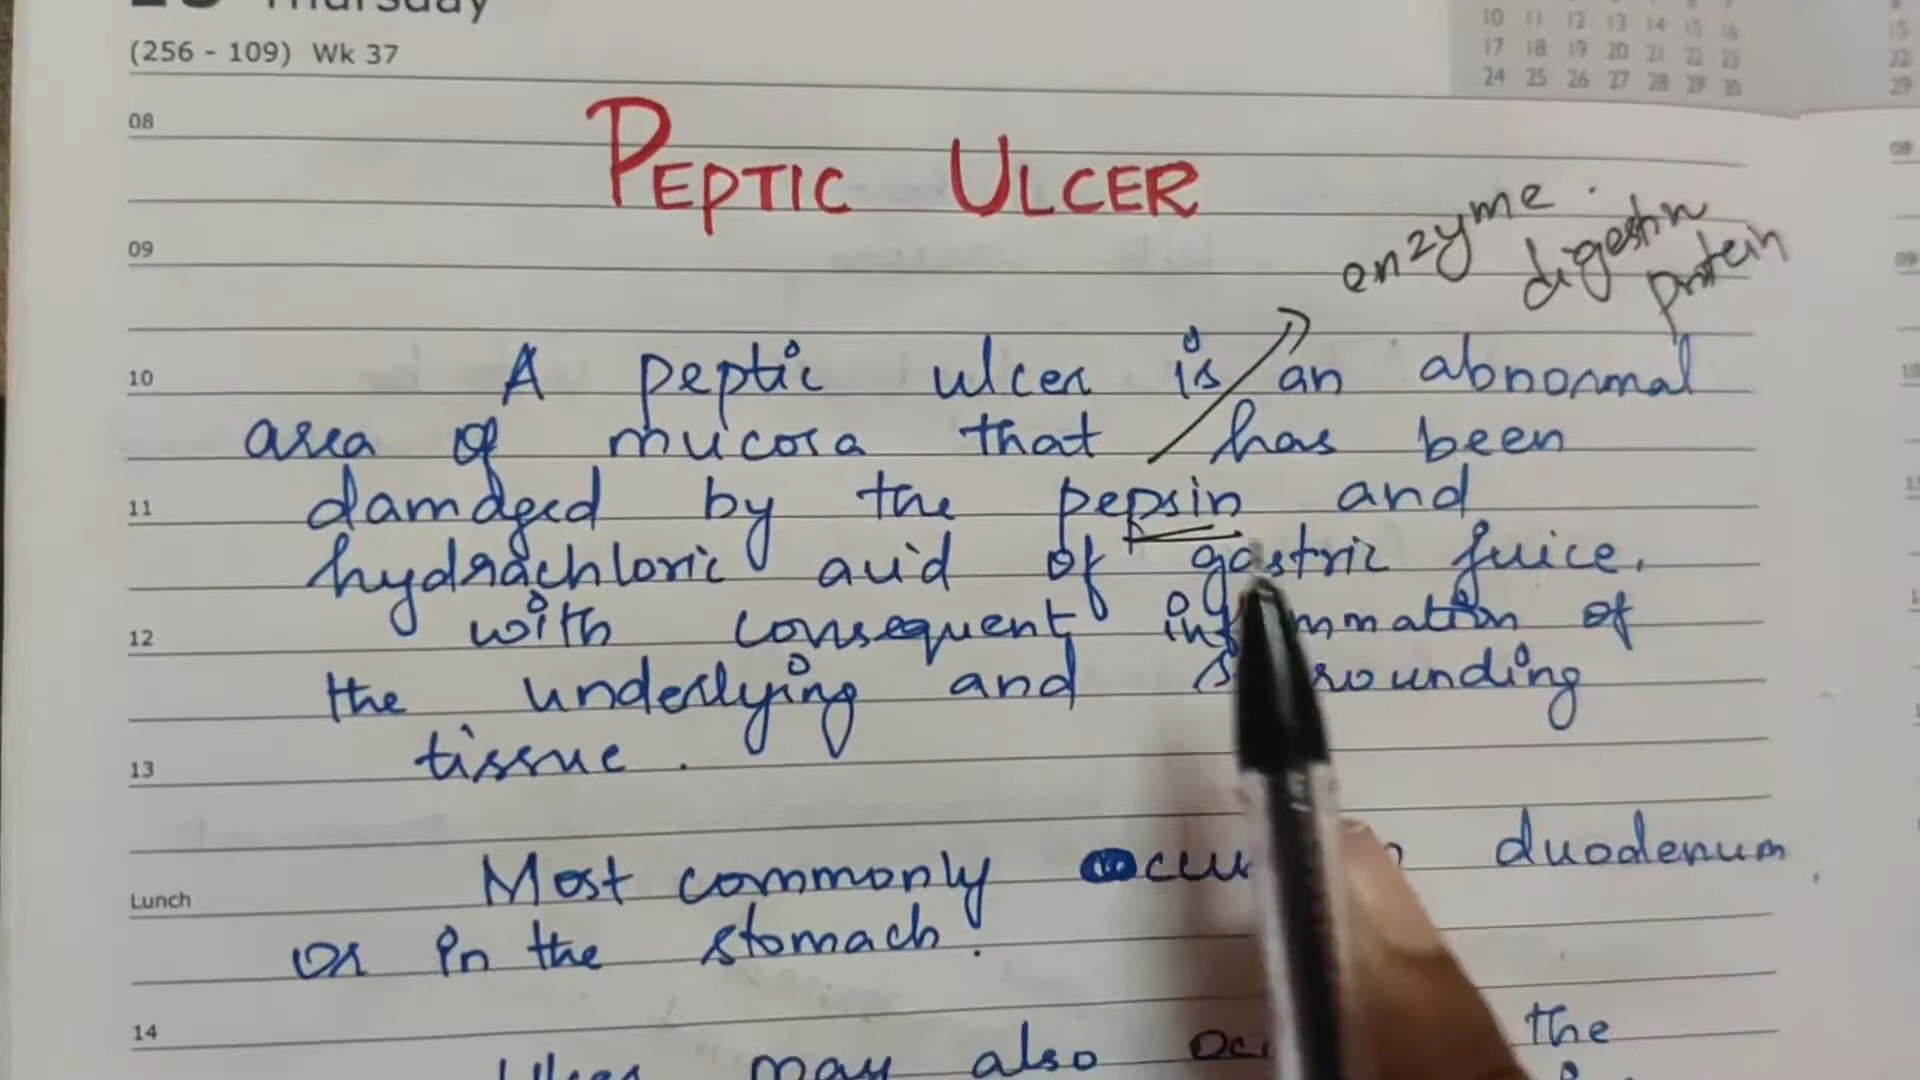 Thursday
(256 - 109) Wk 37
10 11 12 13 14 15 16
17 18 19 20 21 22 23
24 25 26 27 28 29 30
08
PEPTIC ULCER
enzyme.
digestin
protein
09
10 A peptic ulcer is an abnormal
area of mucosa that has been
11 damaged by the pepsin and
hydrochloric acid of gastric juice.
12 with consequent inflammation of
the underlying and surrounding
13 tissue.
Lunch Most commonly occur duodenum
or in the stomach.
14
Ulcer may also the